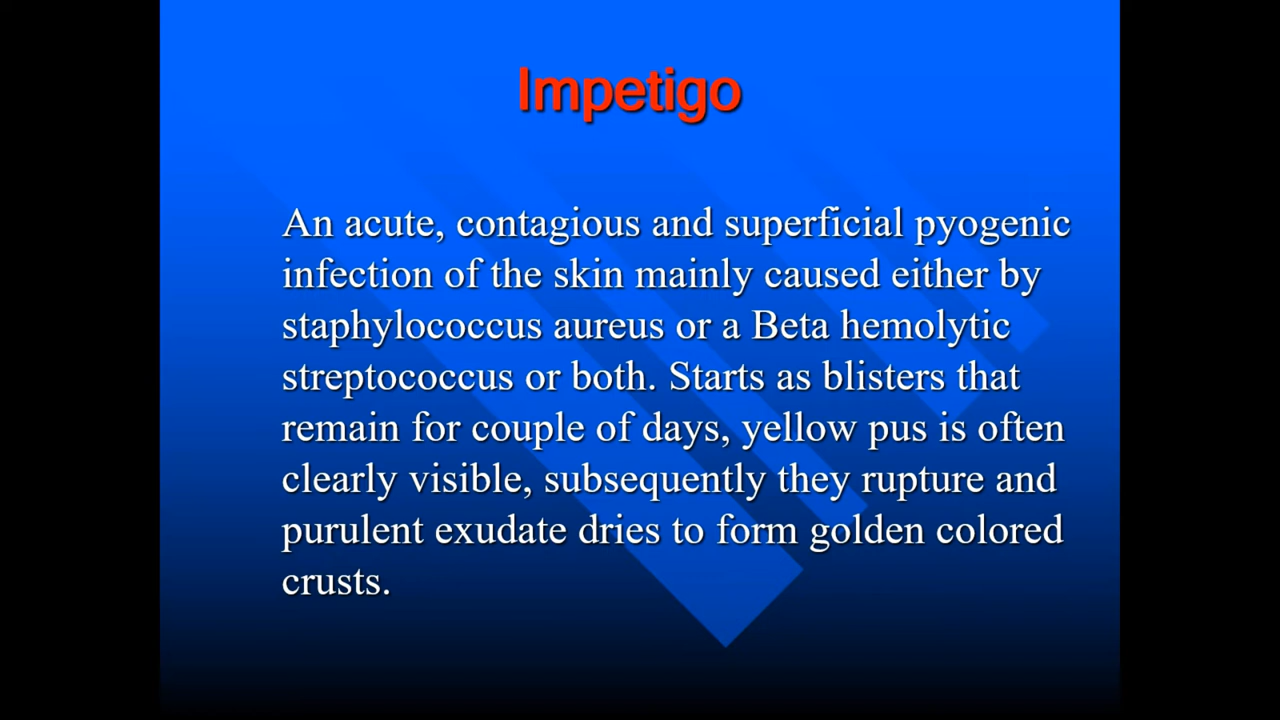 Impetigo
An acute, contagious and superficial pyogenic
infection of the skin mainly caused either by
staphylococcus aureus or a Beta hemolytic
streptococcus or both. Starts as blisters that
remain for couple of days, yellow pus is often
clearly visible, subsequently they rupture and
purulent exudate dries to form golden colored
crusts.